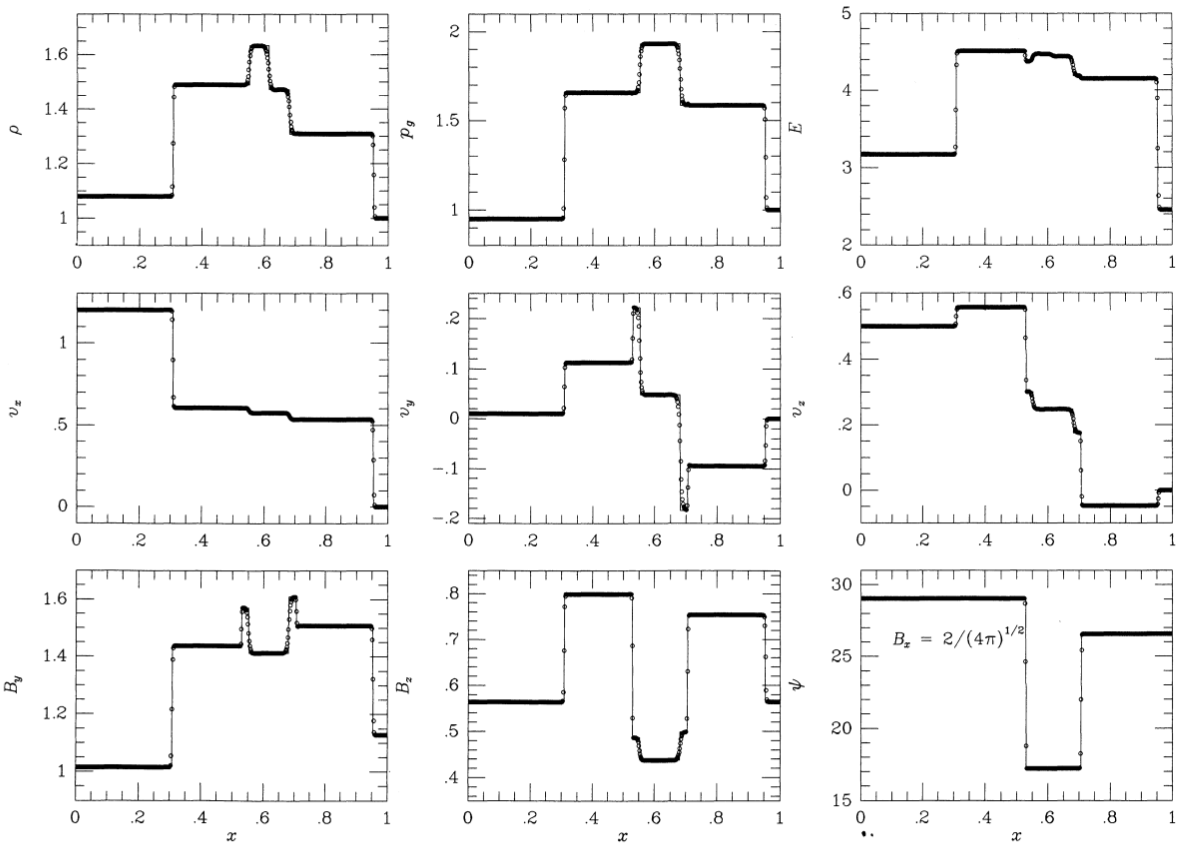 ρ
1.6
1.4
1.2
1
0 .2 .4 .6 .8 1
p_g
2
1.5
1
0 .2 .4 .6 .8 1
E
5
4
3
2
0 .2 .4 .6 .8 1
v_x
1
.5
0
0 .2 .4 .6 .8 1
v_y
.2
.1
0
−.1
−.2
0 .2 .4 .6 .8 1
v_z
.6
.4
.2
0
0 .2 .4 .6 .8 1
B_y
1.6
1.4
1.2
1
0 .2 .4 .6 .8 1
x
B_z
.8
.7
.6
.5
.4
0 .2 .4 .6 .8 1
x
ψ
30
25
20
15
B_x = 2/(4π)^{1/2}
0 .2 .4 .6 .8 1
x